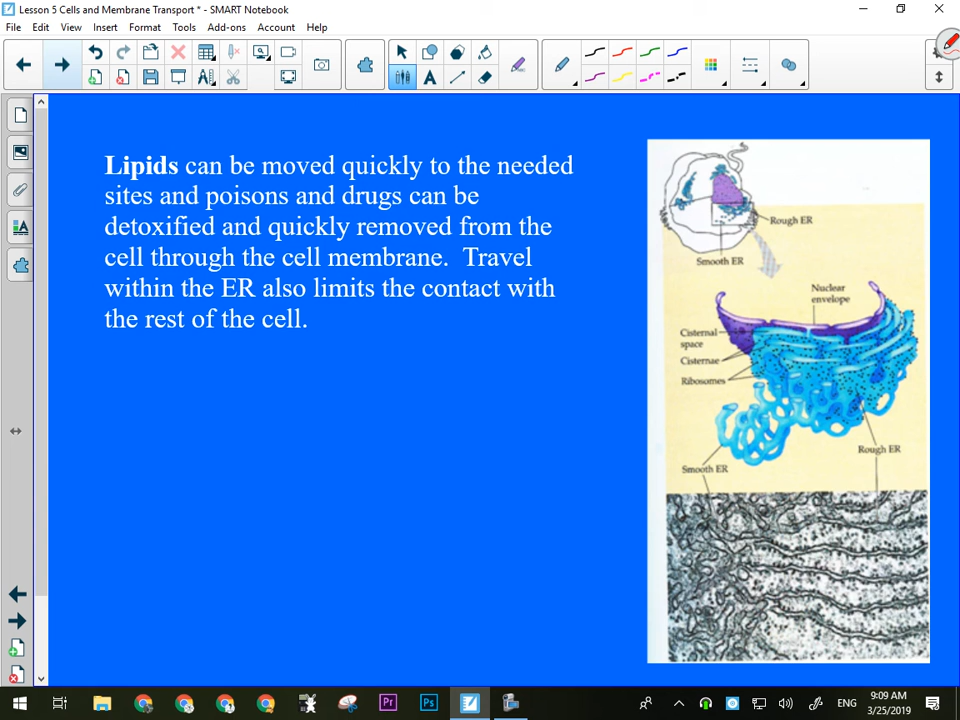 Lesson 5 Cells and Membrane Transport * - SMART Notebook
File Edit View Insert Format Tools Add-ons Account Help
Lipids can be moved quickly to the needed
sites and poisons and drugs can be
detoxified and quickly removed from the
cell through the cell membrane. Travel
within the ER also limits the contact with
the rest of the cell.
Rough ER
Smooth ER
Nuclear
envelope
Cisternal
space
Cisternae
Ribosomes
Rough ER
Smooth ER
ENG
9:09 AM
3/25/2019